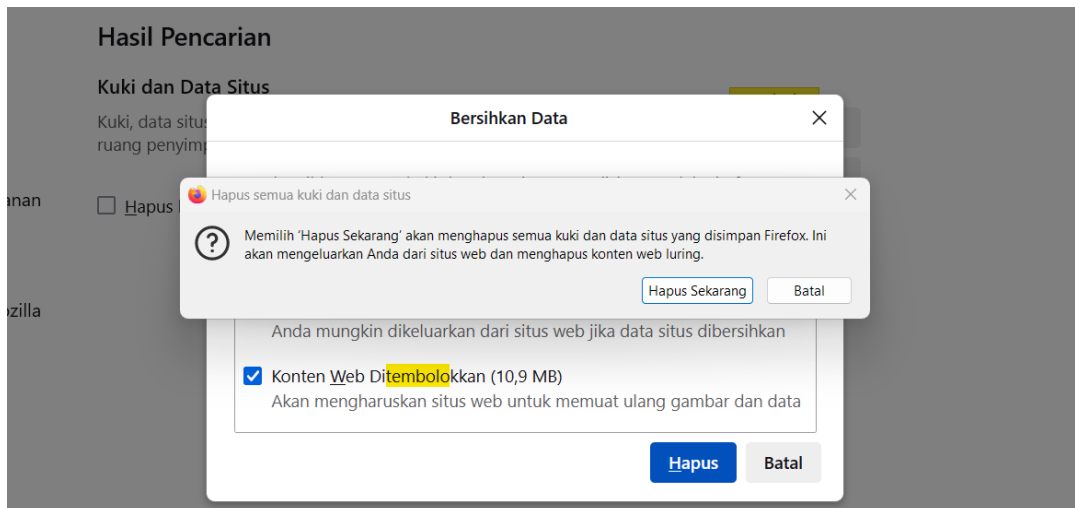 Hasil Pencarian
Kuki dan Data Situs
Kuki, data situs
ruang penyimp
anan
Hapus
ozilla
Bersihkan Data
Hapus semua kuki dan data situs
Memilih ‘Hapus Sekarang’ akan menghapus semua kuki dan data situs yang disimpan Firefox. Ini
akan mengeluarkan Anda dari situs web dan menghapus konten web luring.
Hapus Sekarang
Batal
Anda mungkin dikeluarkan dari situs web jika data situs dibersihkan
Konten Web Ditembolokkan (10,9 MB)
Akan mengharuskan situs web untuk memuat ulang gambar dan data
Hapus
Batal